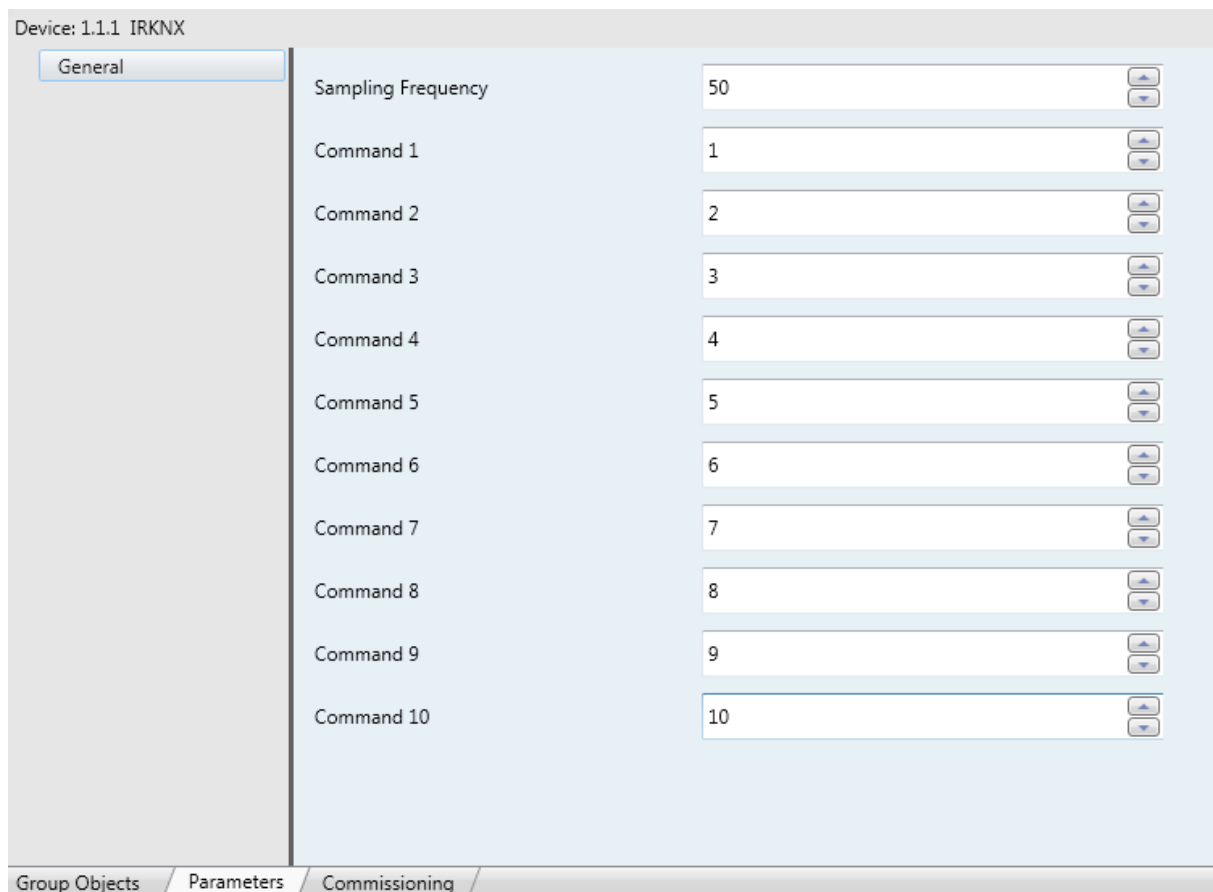 Device: 1.1.1 IRKNX
General
Sampling Frequency 50
Command 1 1
Command 2 2
Command 3 3
Command 4 4
Command 5 5
Command 6 6
Command 7 7
Command 8 8
Command 9 9
Command 10 10
Group Objects Parameters Commissioning